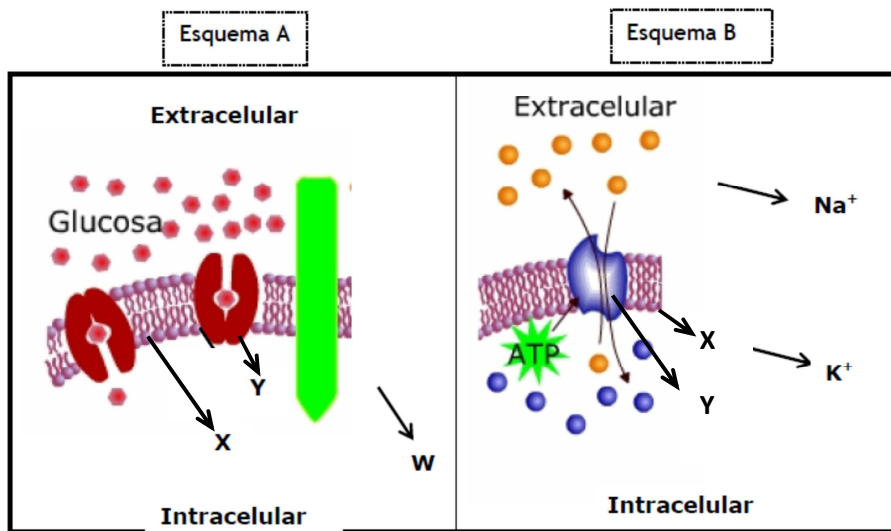 Esquema A
Esquema B
Extracelular
Glucosa
Y
X
W
Intracelular
Extracelular
Na⁺
ATP
X
K⁺
Y
Intracelular